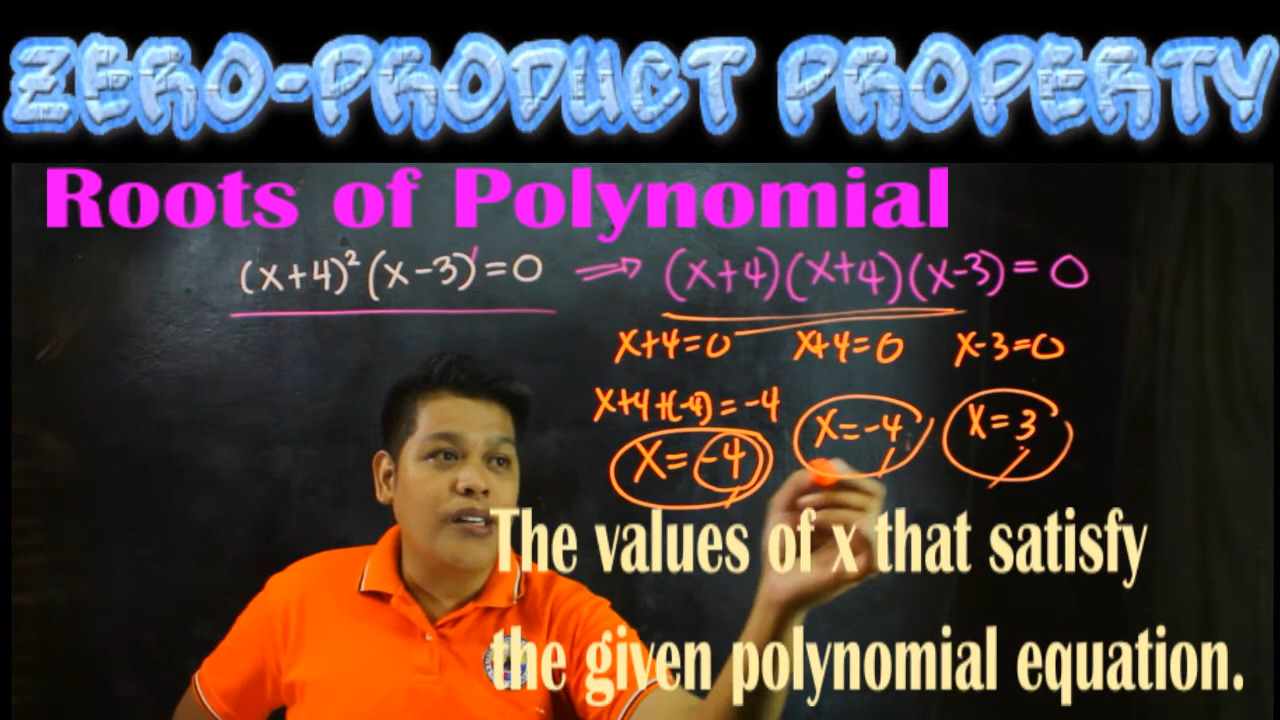 ZERO-PRODUCT PROPERTY
Roots of Polynomial
(x+4)² (x-3)¹ = 0 ⟹ (x+4)(x+4)(x-3) = 0
x+4=0 x+4=0 x-3=0
x+4+(-4) = -4
x = -4 x = -4 x = 3
The values of x that satisfy
the given polynomial equation.